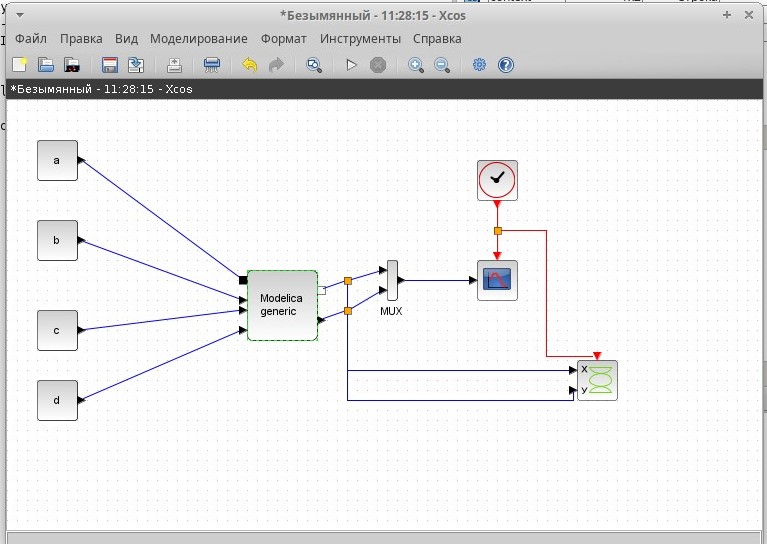 *Безымянный - 11:28:15 - Xcos
Файл Правка Вид Моделирование Формат Инструменты Справка
*Безымянный - 11:28:15 - Xcos
a
b
c
d
Modelica
generic
MUX
X
У